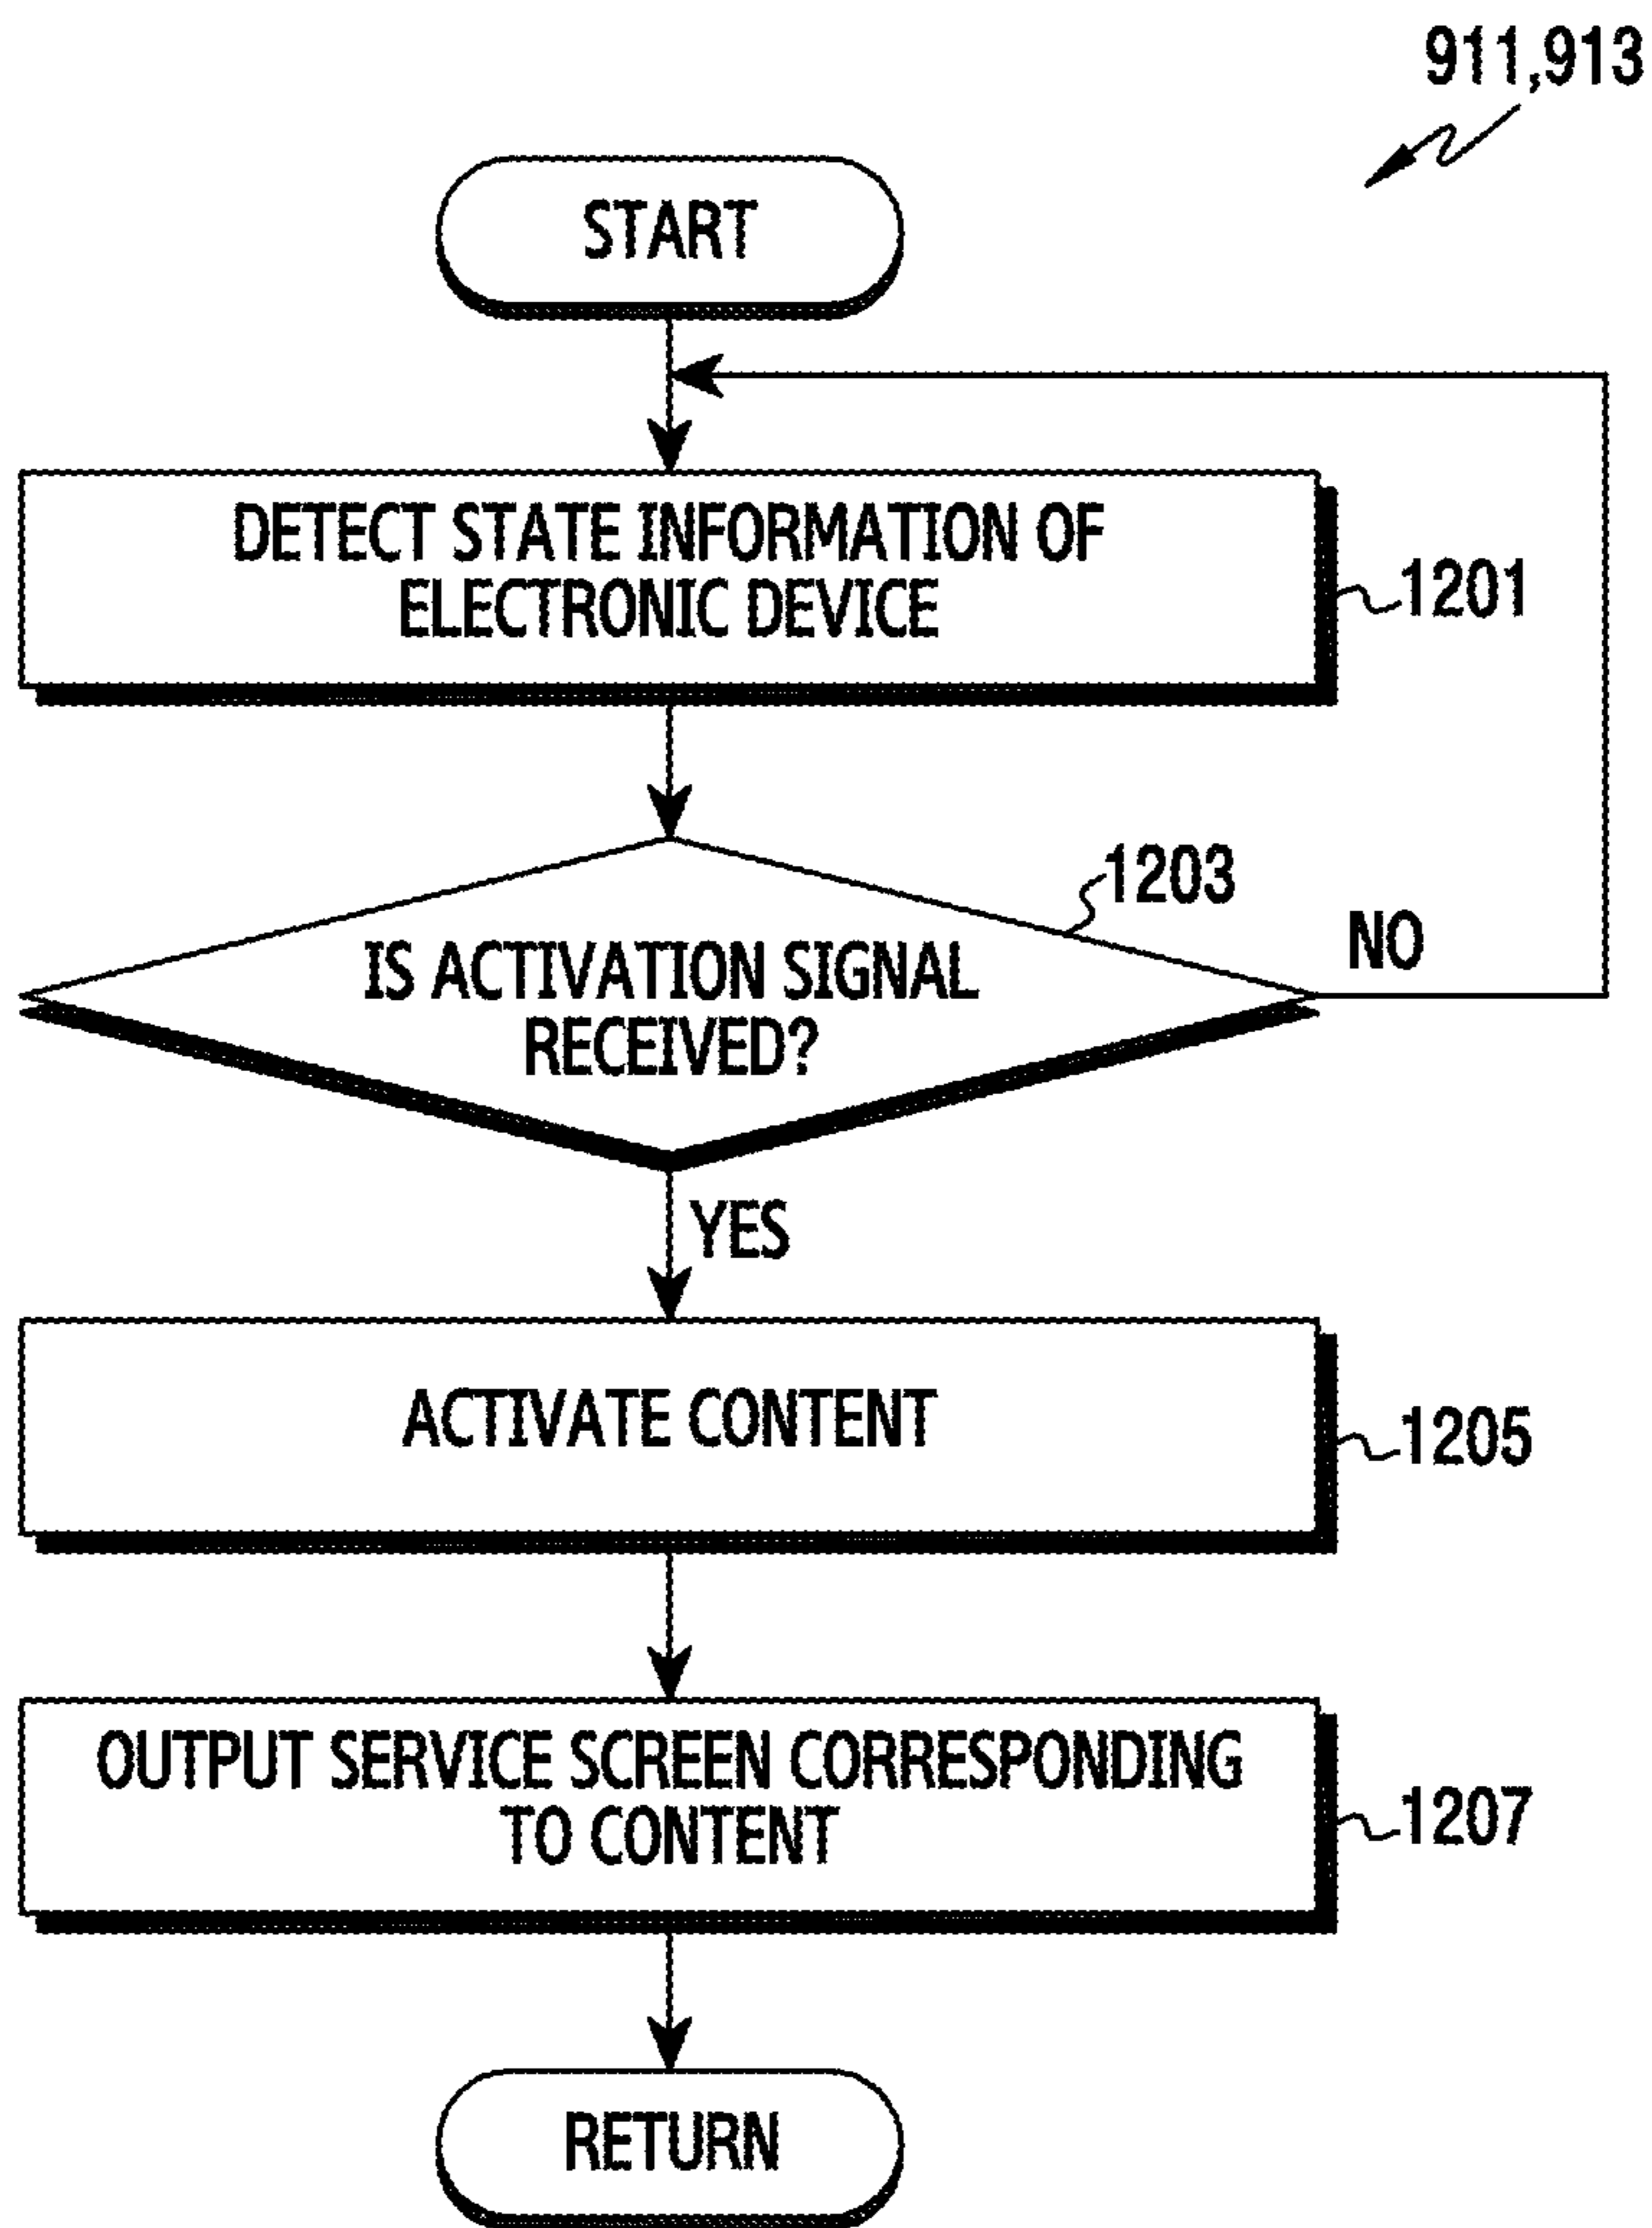 911,913
START
DETECT STATE INFORMATION OF
ELECTRONIC DEVICE
1201
1203
NO
IS ACTIVATION SIGNAL
RECEIVED?
YES
ACTIVATE CONTENT
1205
OUTPUT SERVICE SCREEN CORRESPONDING
TO CONTENT
1207
RETURN